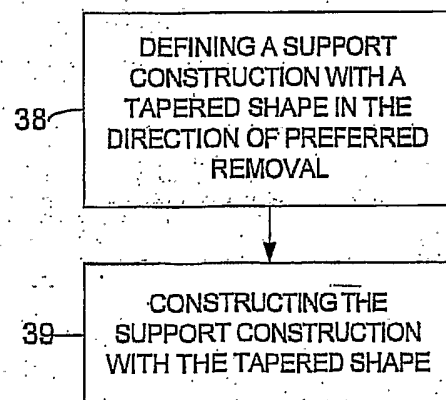 38
DEFINING A SUPPORT
CONSTRUCTION WITH A
TAPERED SHAPE IN THE
DIRECTION OF PREFERRED
REMOVAL
39
CONSTRUCTING THE
SUPPORT CONSTRUCTION
WITH THE TAPERED SHAPE